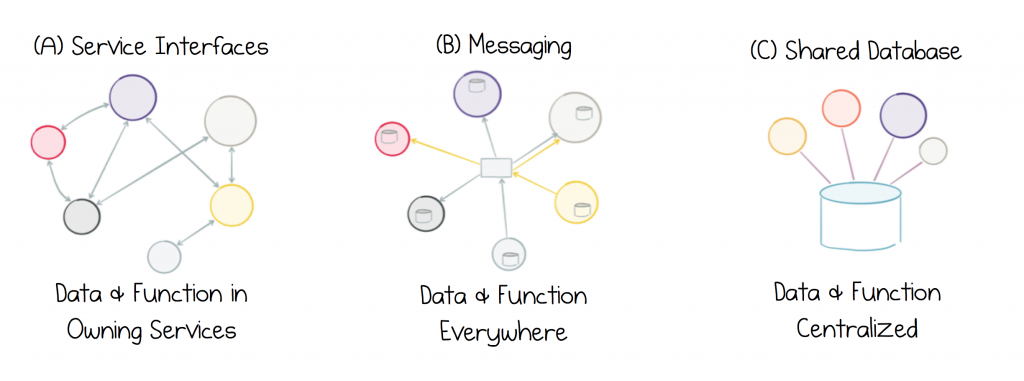 (A) Service Interfaces
(B) Messaging
(C) Shared Database
Data & Function in
Owning Services
Data & Function
Everywhere
Data & Function
Centralized